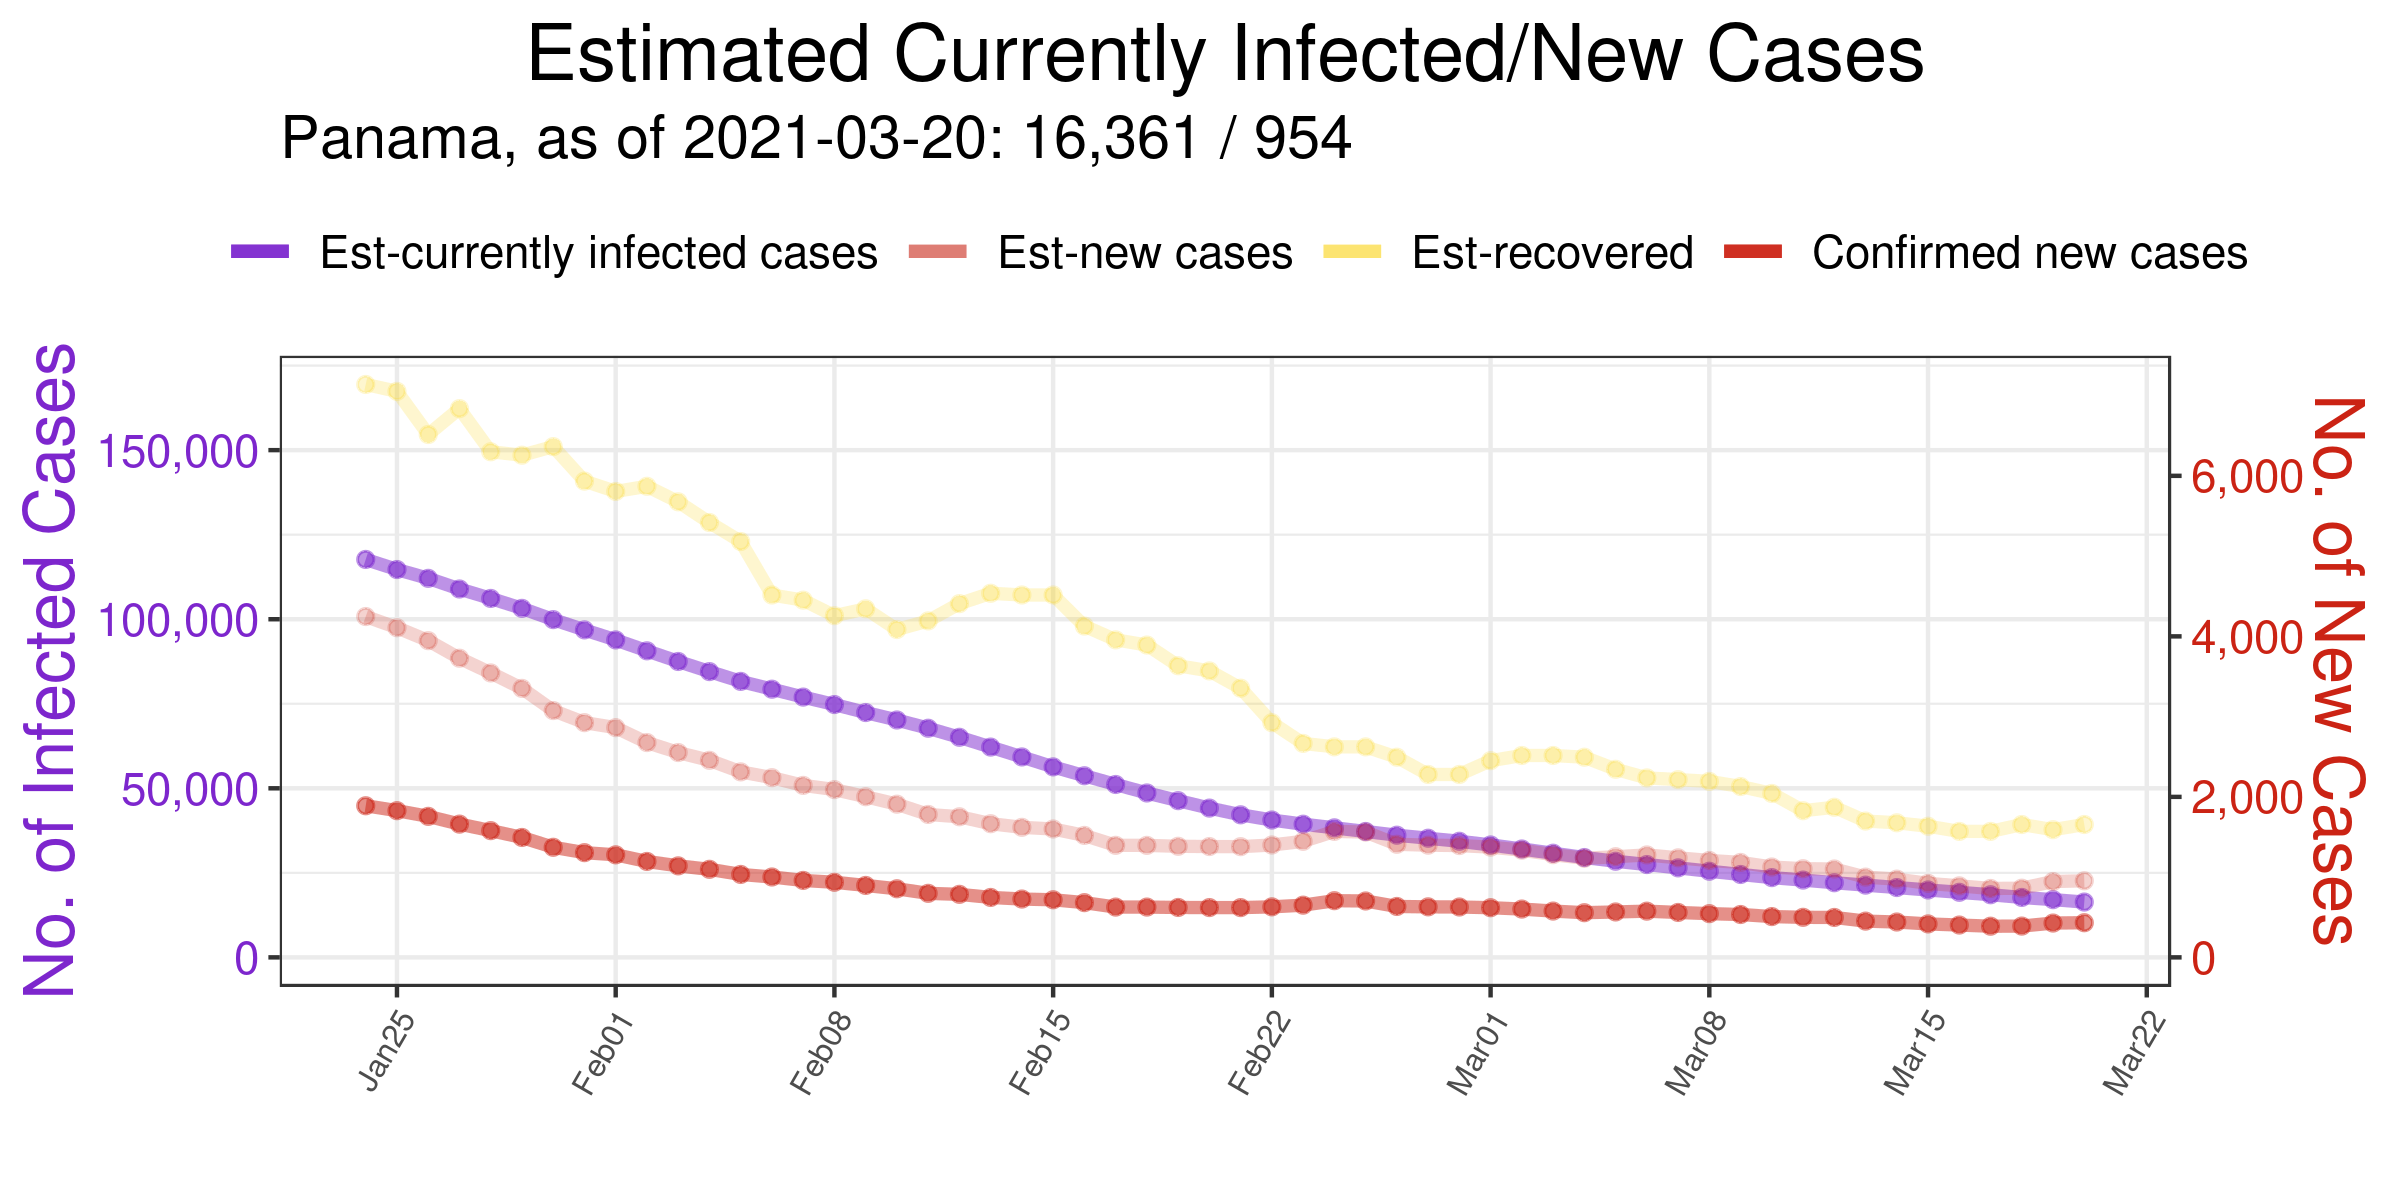 Estimated Currently Infected/New Cases
Panama, as of 2021-03-20: 16,361 / 954
Est-currently infected cases Est-new cases Est-recovered Confirmed new cases
No. of Infected Cases
150,000
100,000
50,000
0
6,000
4,000
2,000
0
No. of New Cases
Jan25 Feb01 Feb08 Feb15 Feb22 Mar01 Mar08 Mar15 Mar22